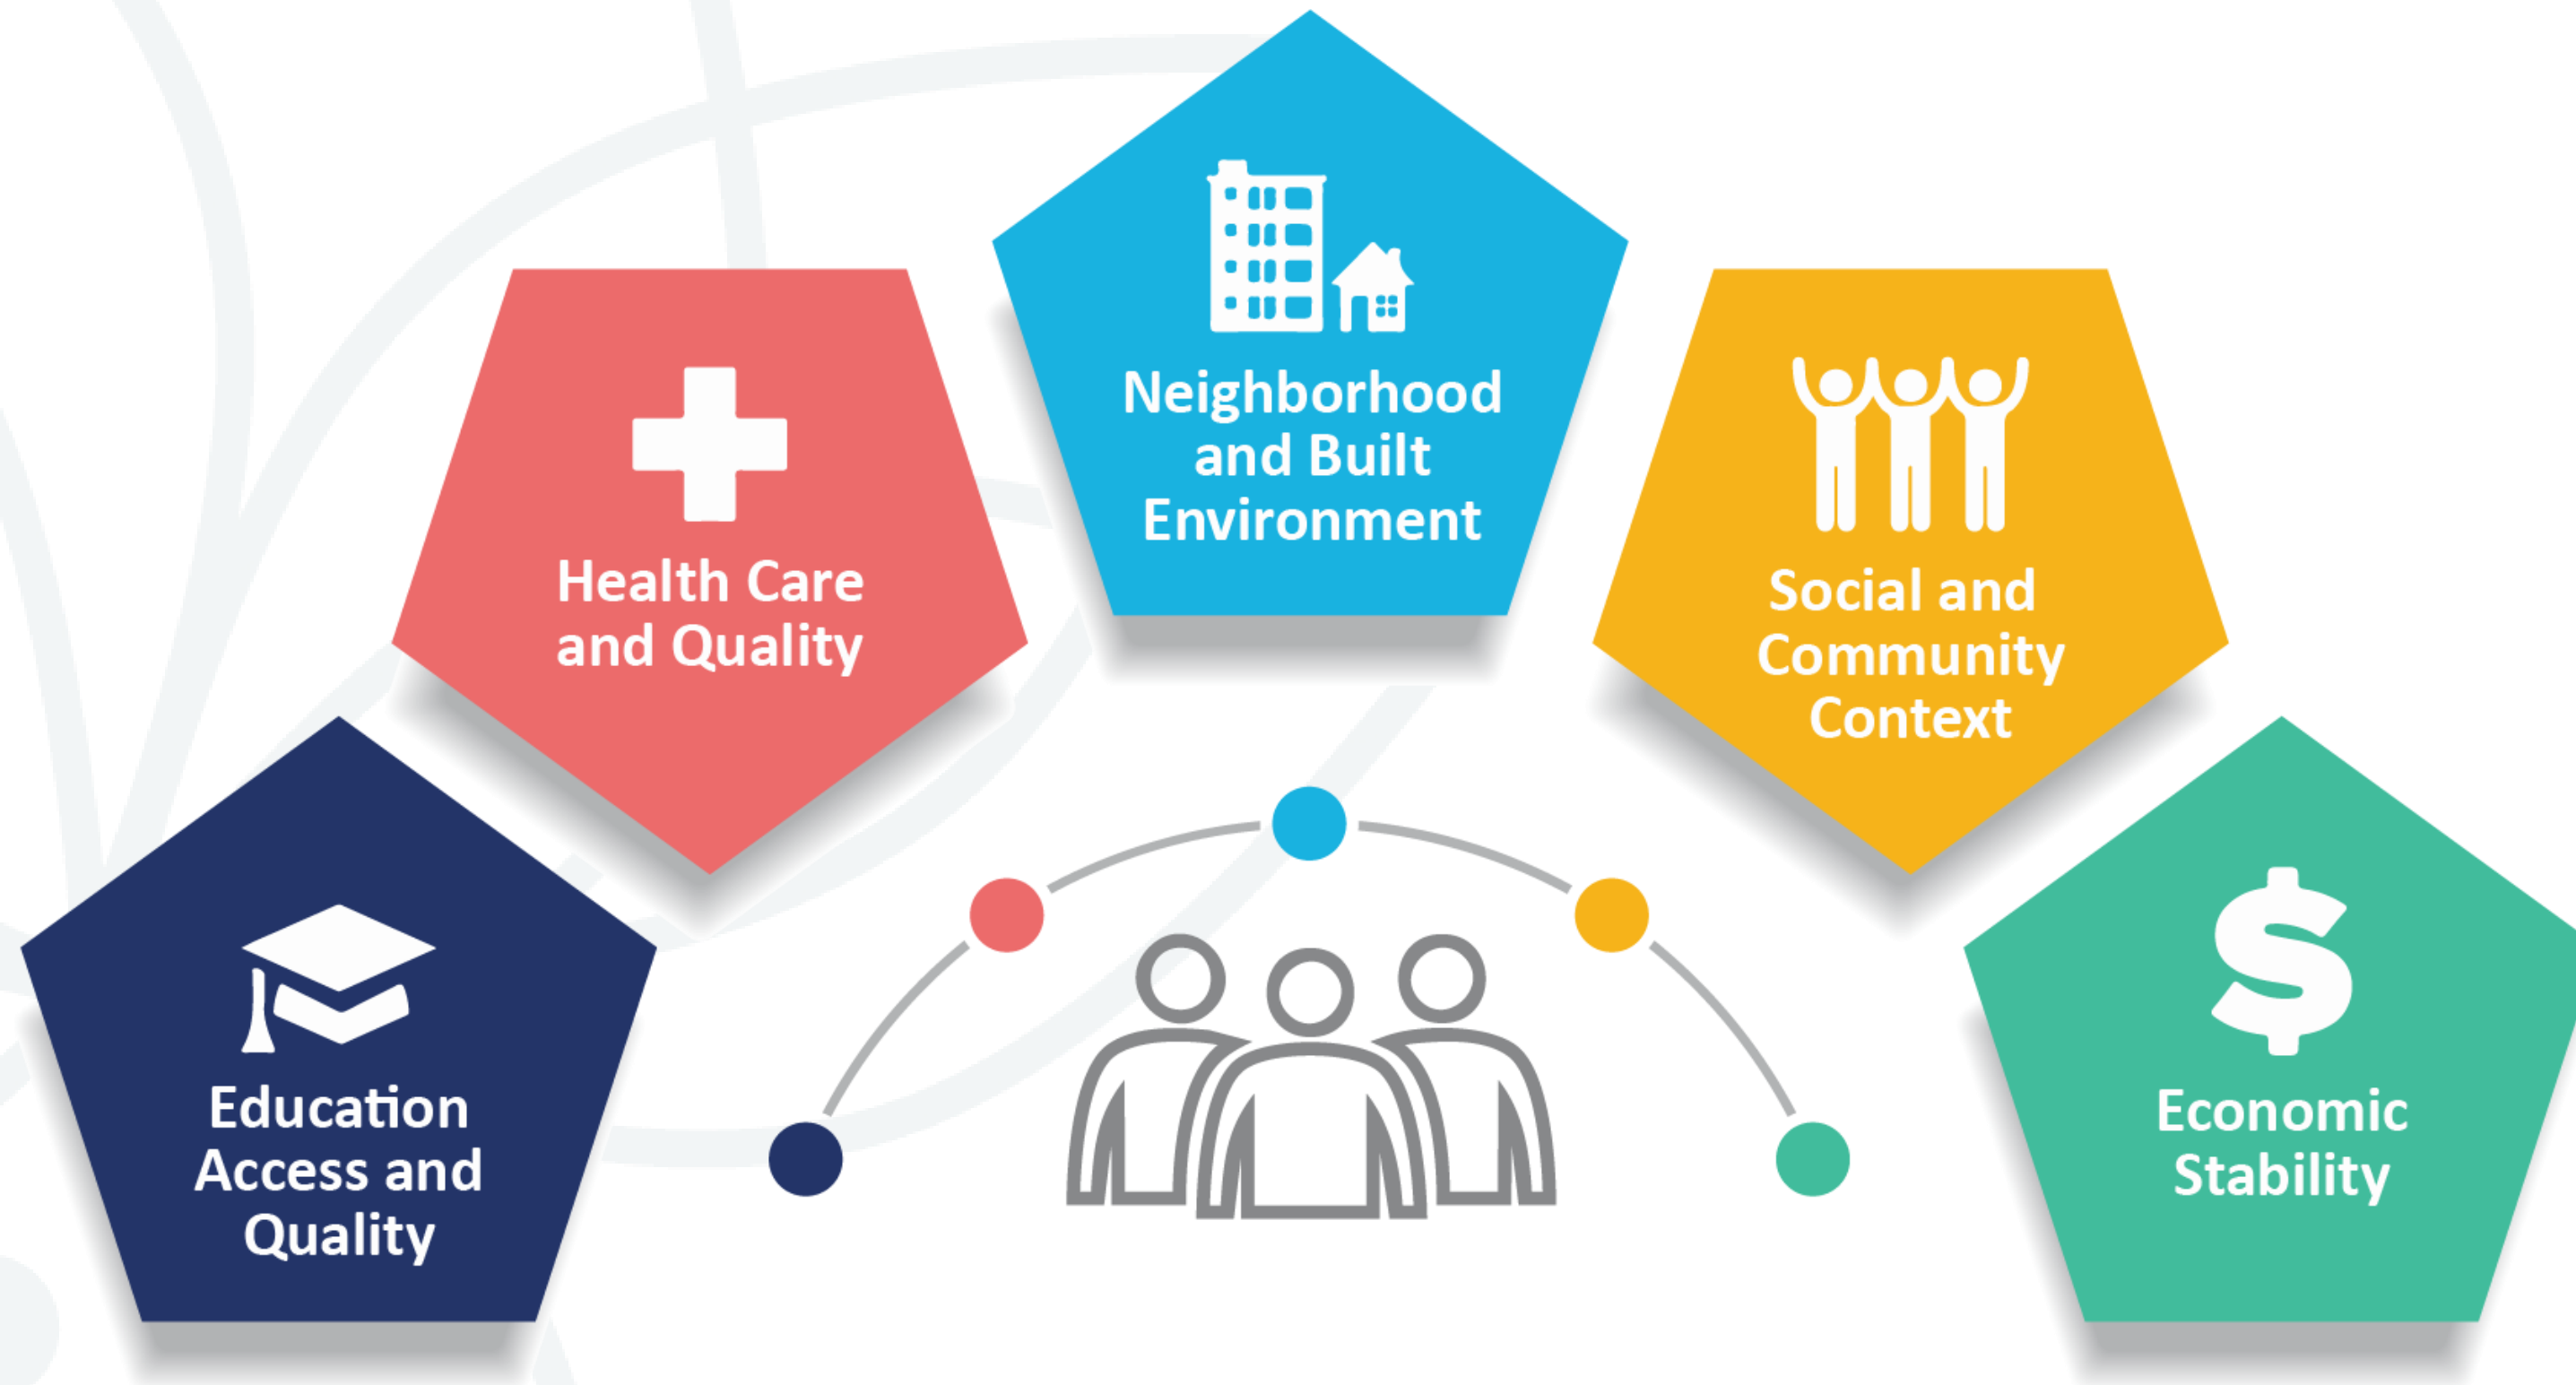 Neighborhood
and Built
Environment
Health Care
and Quality
Social and
Community
Context
Education
Access and
Quality
Economic
Stability